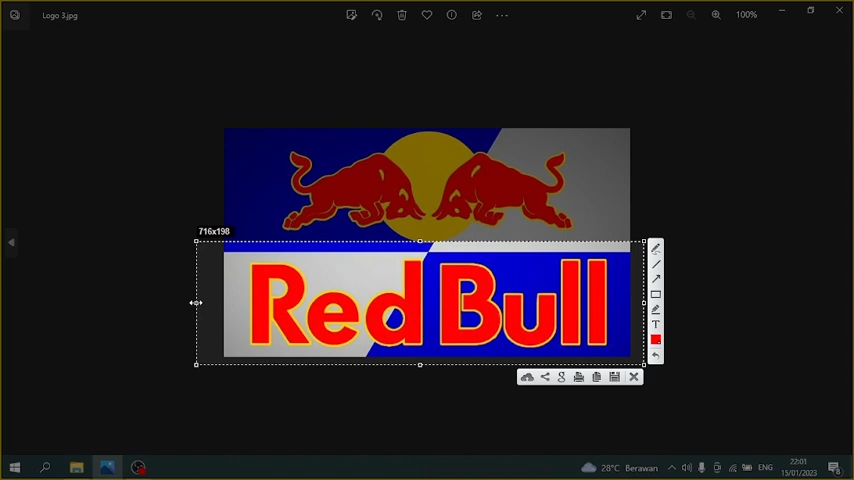 Logo 3.jpg
100%
716x198
Red Bull
T
28°C Berawan
ENG
22:01
15/01/2023